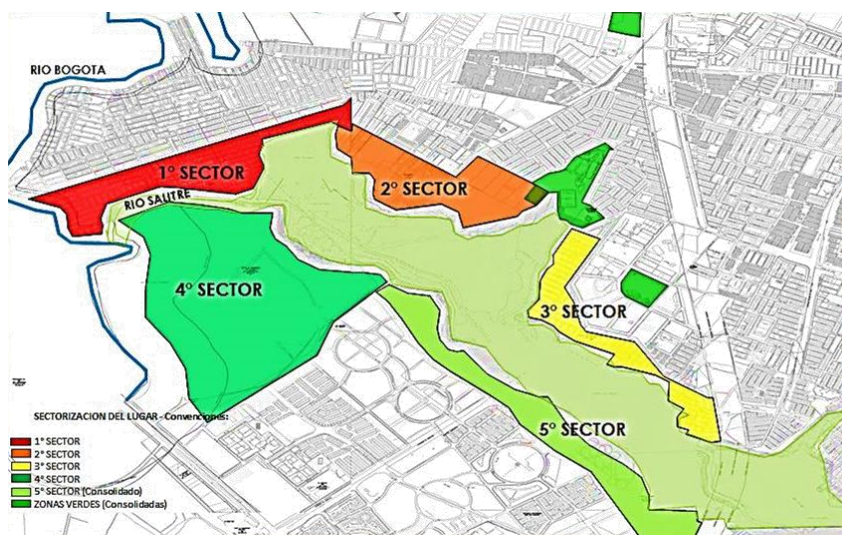 RIO BOGOTA
1° SECTOR
2° SECTOR
RIO SALITRE
4° SECTOR
3° SECTOR
5° SECTOR
SECTORIZACION DEL LUGAR - Convenciones:
1° SECTOR
2° SECTOR
3° SECTOR
4° SECTOR
5° SECTOR (Consolidado)
ZONAS VERDES (Consolidadas)